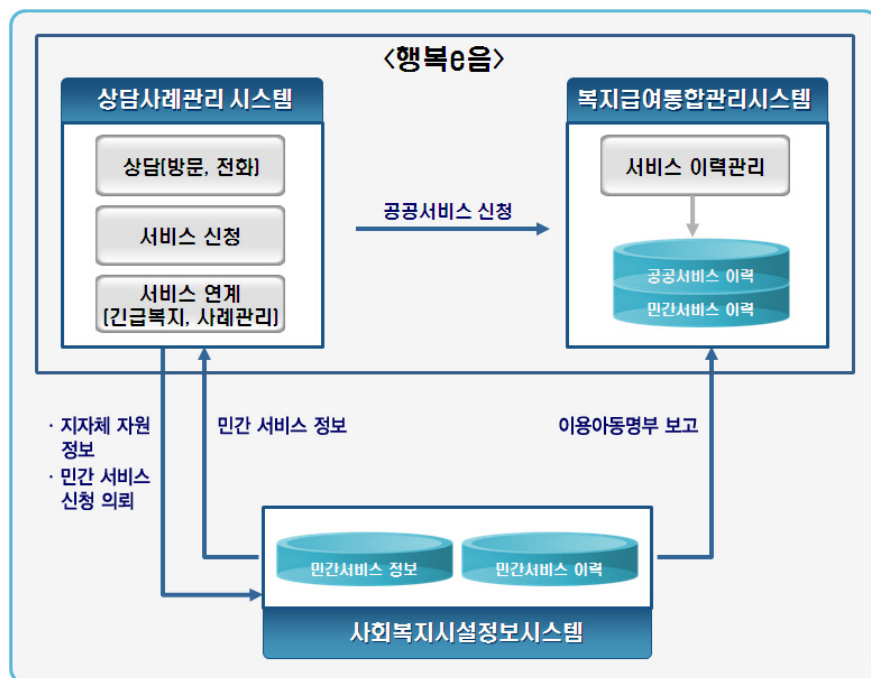 <행복e음>
상담사례관리 시스템
상담(방문, 전화)
서비스 신청
서비스 연계
(긴급복지, 사례관리)
공공서비스 신청
복지급여통합관리시스템
서비스 이력관리
공공서비스 이력
민간서비스 이력
· 지자체 자원
정보
· 민간 서비스
신청 의뢰
민간 서비스 정보
이용아동명부 보고
민간서비스 정보
민간서비스 이력
사회복지시설정보시스템